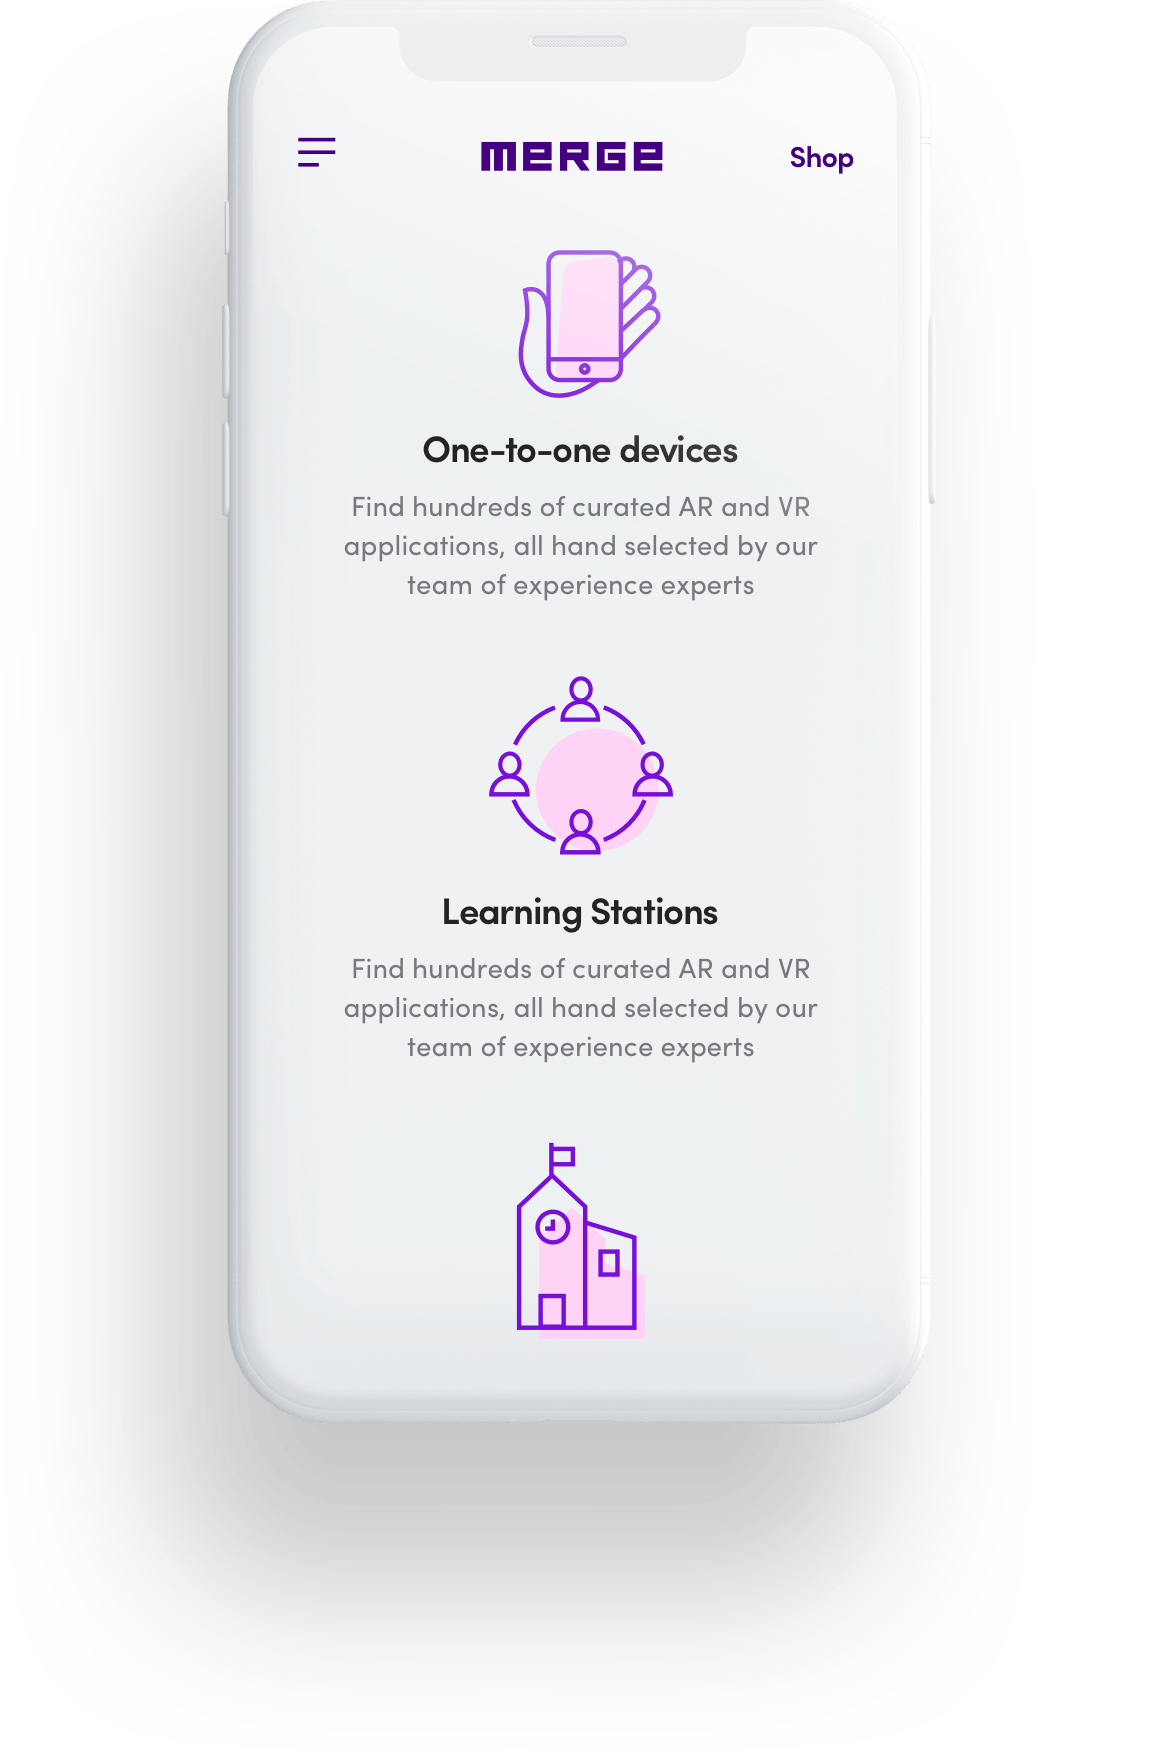 MERGE
Shop
One-to-one devices
Find hundreds of curated AR and VR
applications, all hand selected by our
team of experience experts
Learning Stations
Find hundreds of curated AR and VR
applications, all hand selected by our
team of experience experts